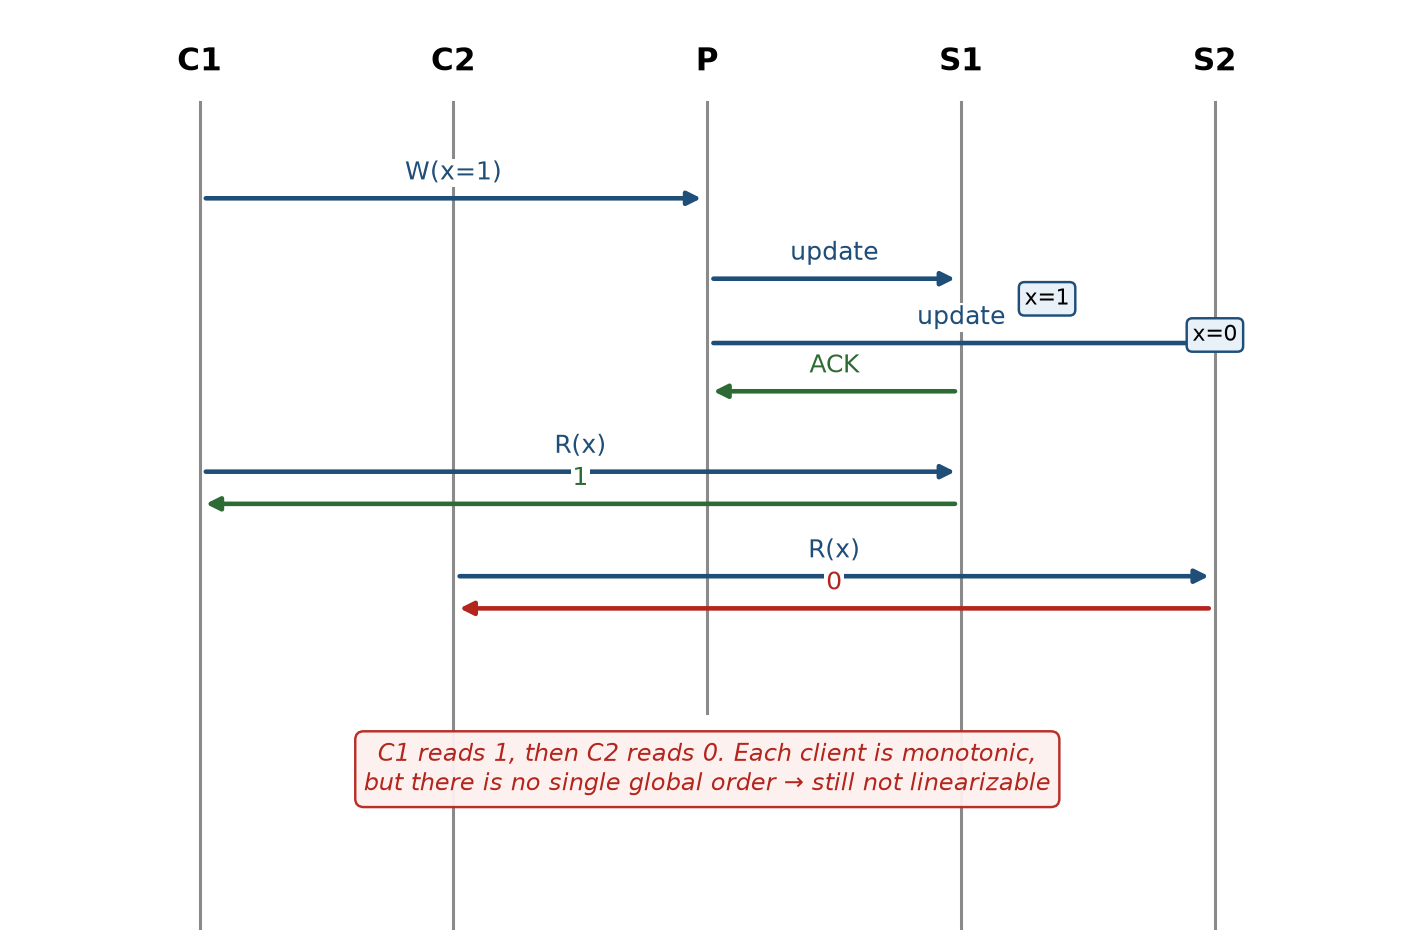 C1
C2
P
S1
S2
W(x=1)
update
x=1
update
x=0
ACK
R(x)
1
R(x)
0
C1 reads 1, then C2 reads 0. Each client is monotonic,
but there is no single global order → still not linearizable